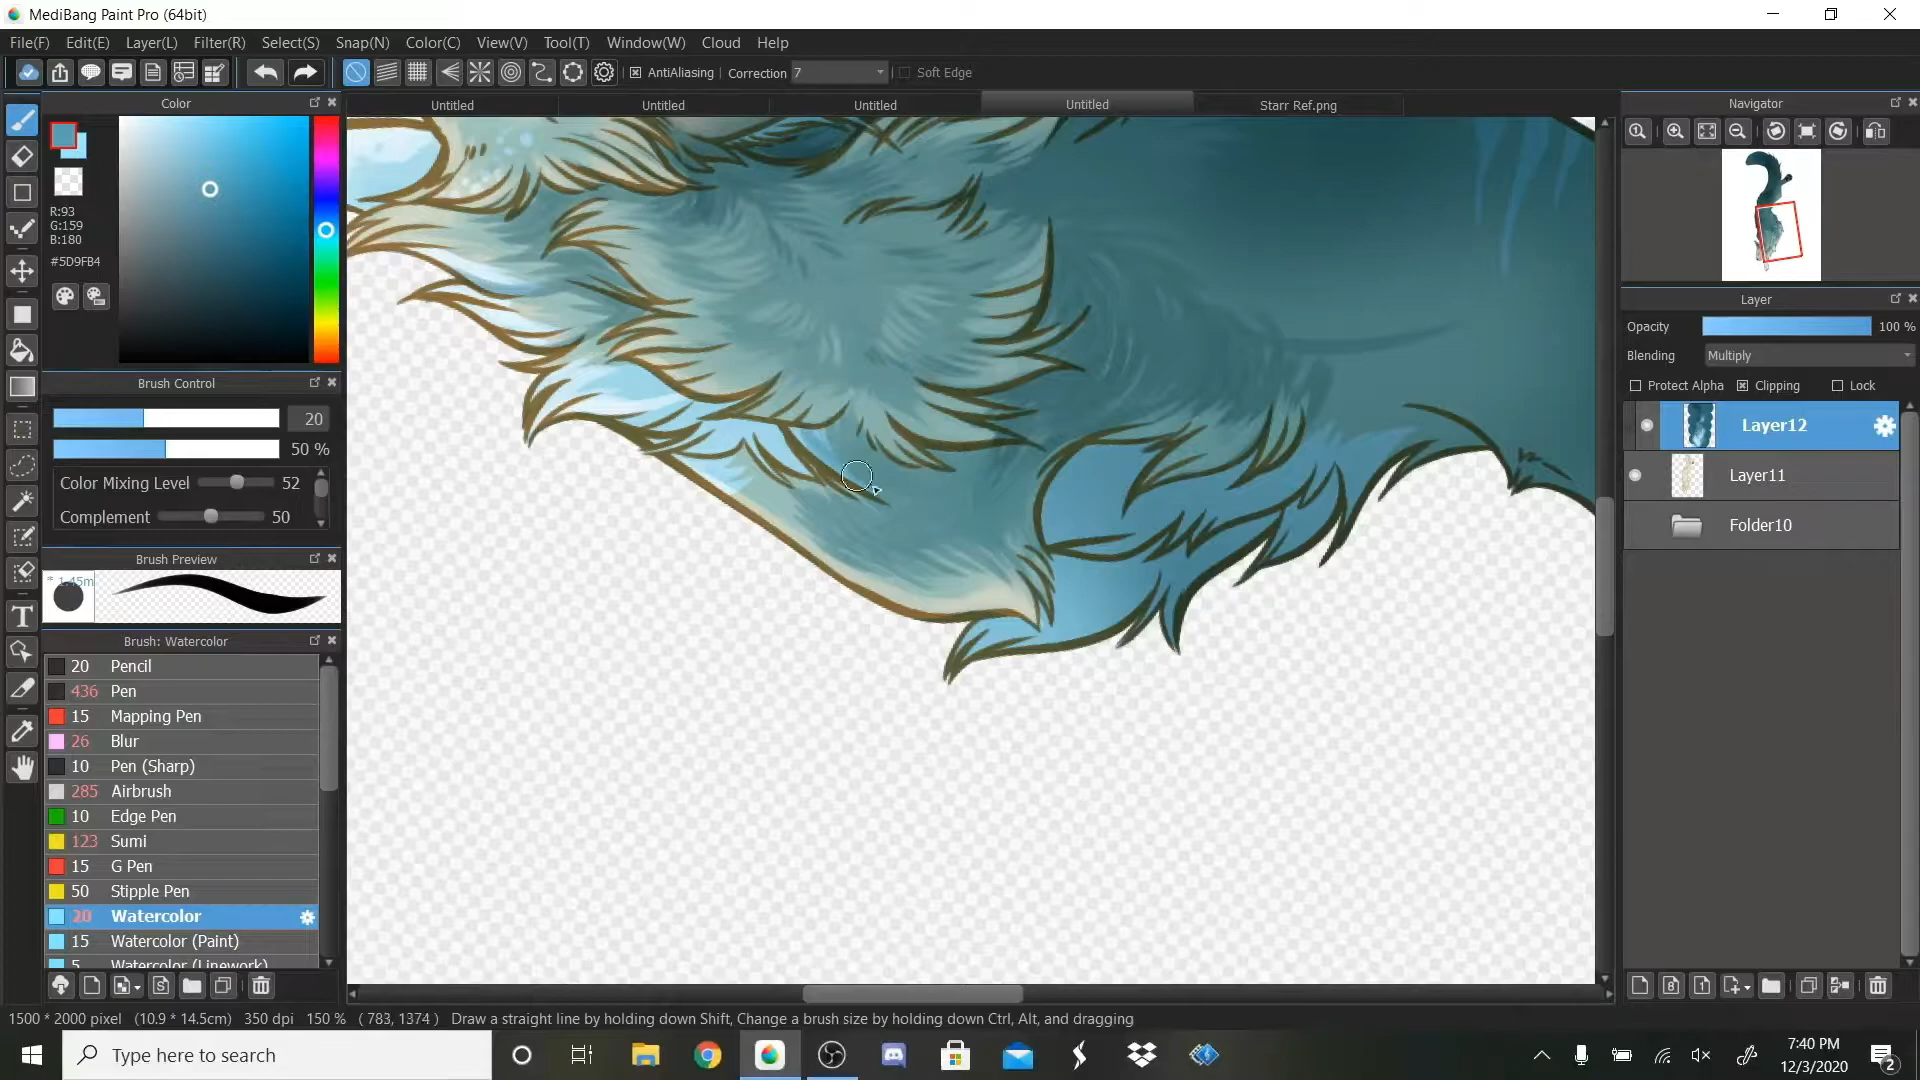 MediBang Paint Pro (64bit)
File(F) Edit(E) Layer(L) Filter(R) Select(S) Snap(N) Color(C) View(V) Tool(T) Window(W) Cloud Help
AntiAliasing Correction 7 Soft Edge
Color
Untitled Untitled Untitled Untitled Starr Ref.png
Navigator
R:93
G:159
B:180
#5D9FB4
Layer
Opacity 100 %
Blending Multiply
Protect Alpha Clipping Lock
Layer12
Layer11
Folder10
Brush Control
20
50 %
Color Mixing Level 52
Complement 50
Brush Preview
* 1.45m
Brush: Watercolor
20 Pencil
436 Pen
15 Mapping Pen
26 Blur
10 Pen (Sharp)
285 Airbrush
10 Edge Pen
123 Sumi
15 G Pen
50 Stipple Pen
20 Watercolor
15 Watercolor (Paint)
5 Watercolor (Linework)
1500 * 2000 pixel (10.9 * 14.5cm) 350 dpi 150 % ( 783, 1374 ) Draw a straight line by holding down Shift, Change a brush size by holding down Ctrl, Alt, and dragging
Type here to search
7:40 PM
12/3/2020
2